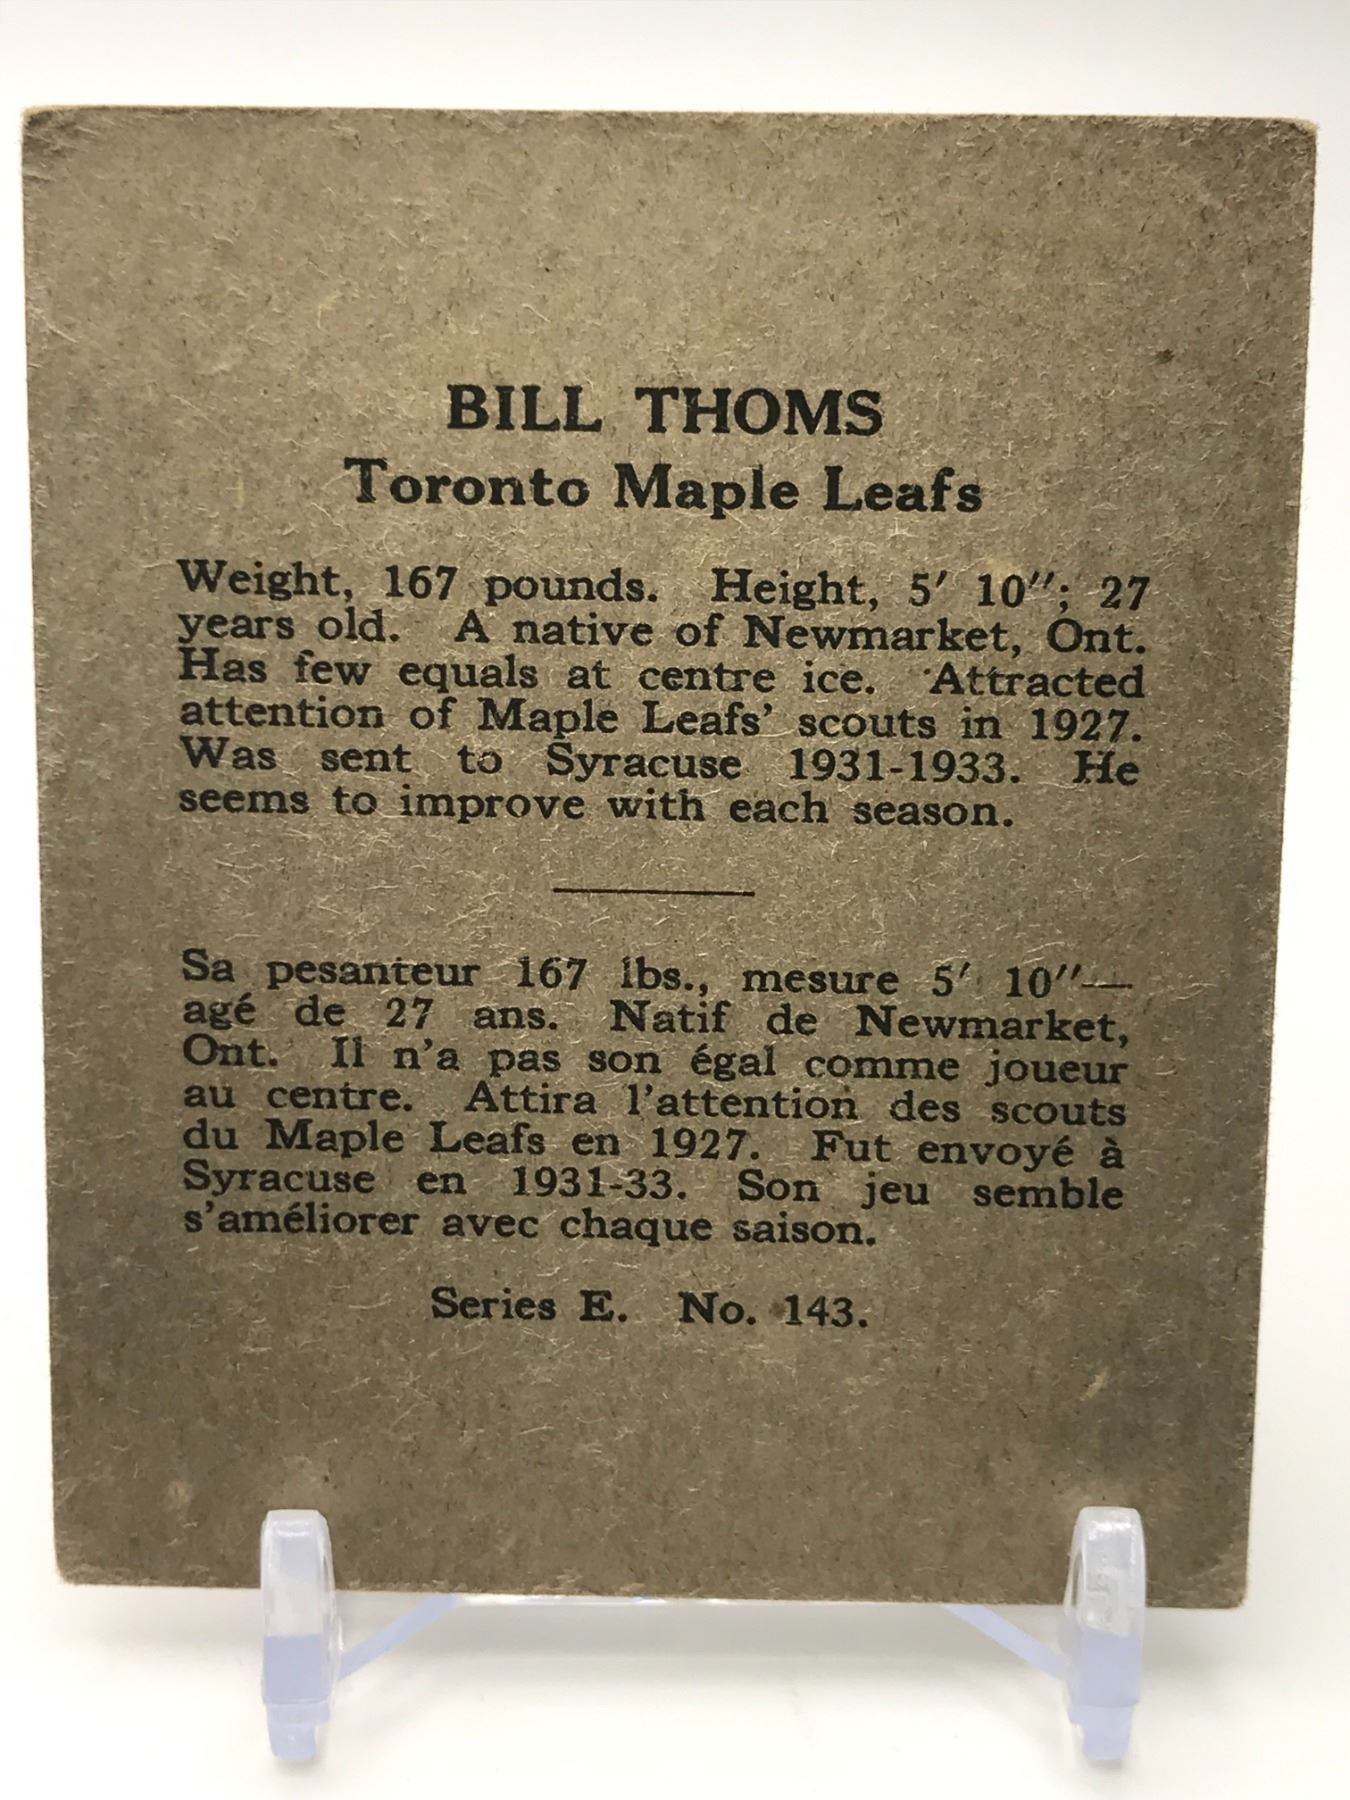 BILL THOMS
Toronto Maple Leafs
Weight, 167 pounds. Height, 5′ 10″; 27
years old. A native of Newmarket, Ont.
Has few equals at centre ice. Attracted
attention of Maple Leafs’ scouts in 1927.
Was sent to Syracuse 1931-1933. He
seems to improve with each season.
Sa pesanteur 167 lbs., mesure 5′ 10″—
agé de 27 ans. Natif de Newmarket,
Ont. Il n’a pas son égal comme joueur
au centre. Attira l’attention des scouts
du Maple Leafs en 1927. Fut envoyé à
Syracuse en 1931-33. Son jeu semble
s’améliorer avec chaque saison.
Series E. No. 143.